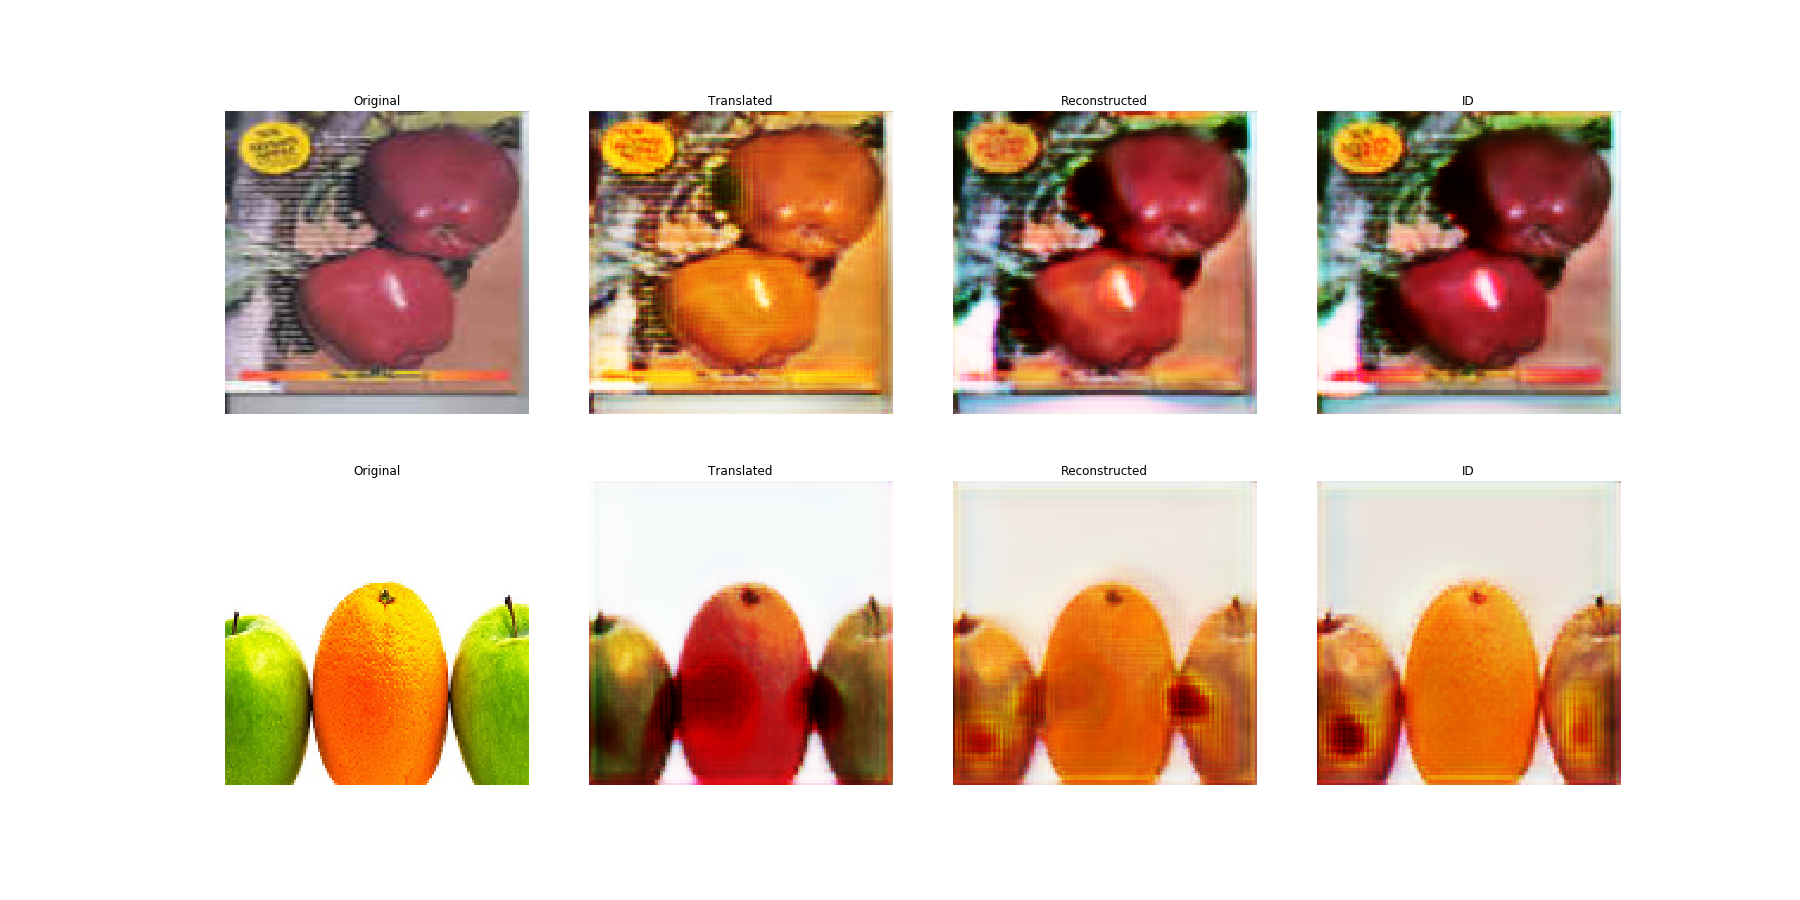 Original
Translated
Reconstructed
ID
Original
Translated
Reconstructed
ID